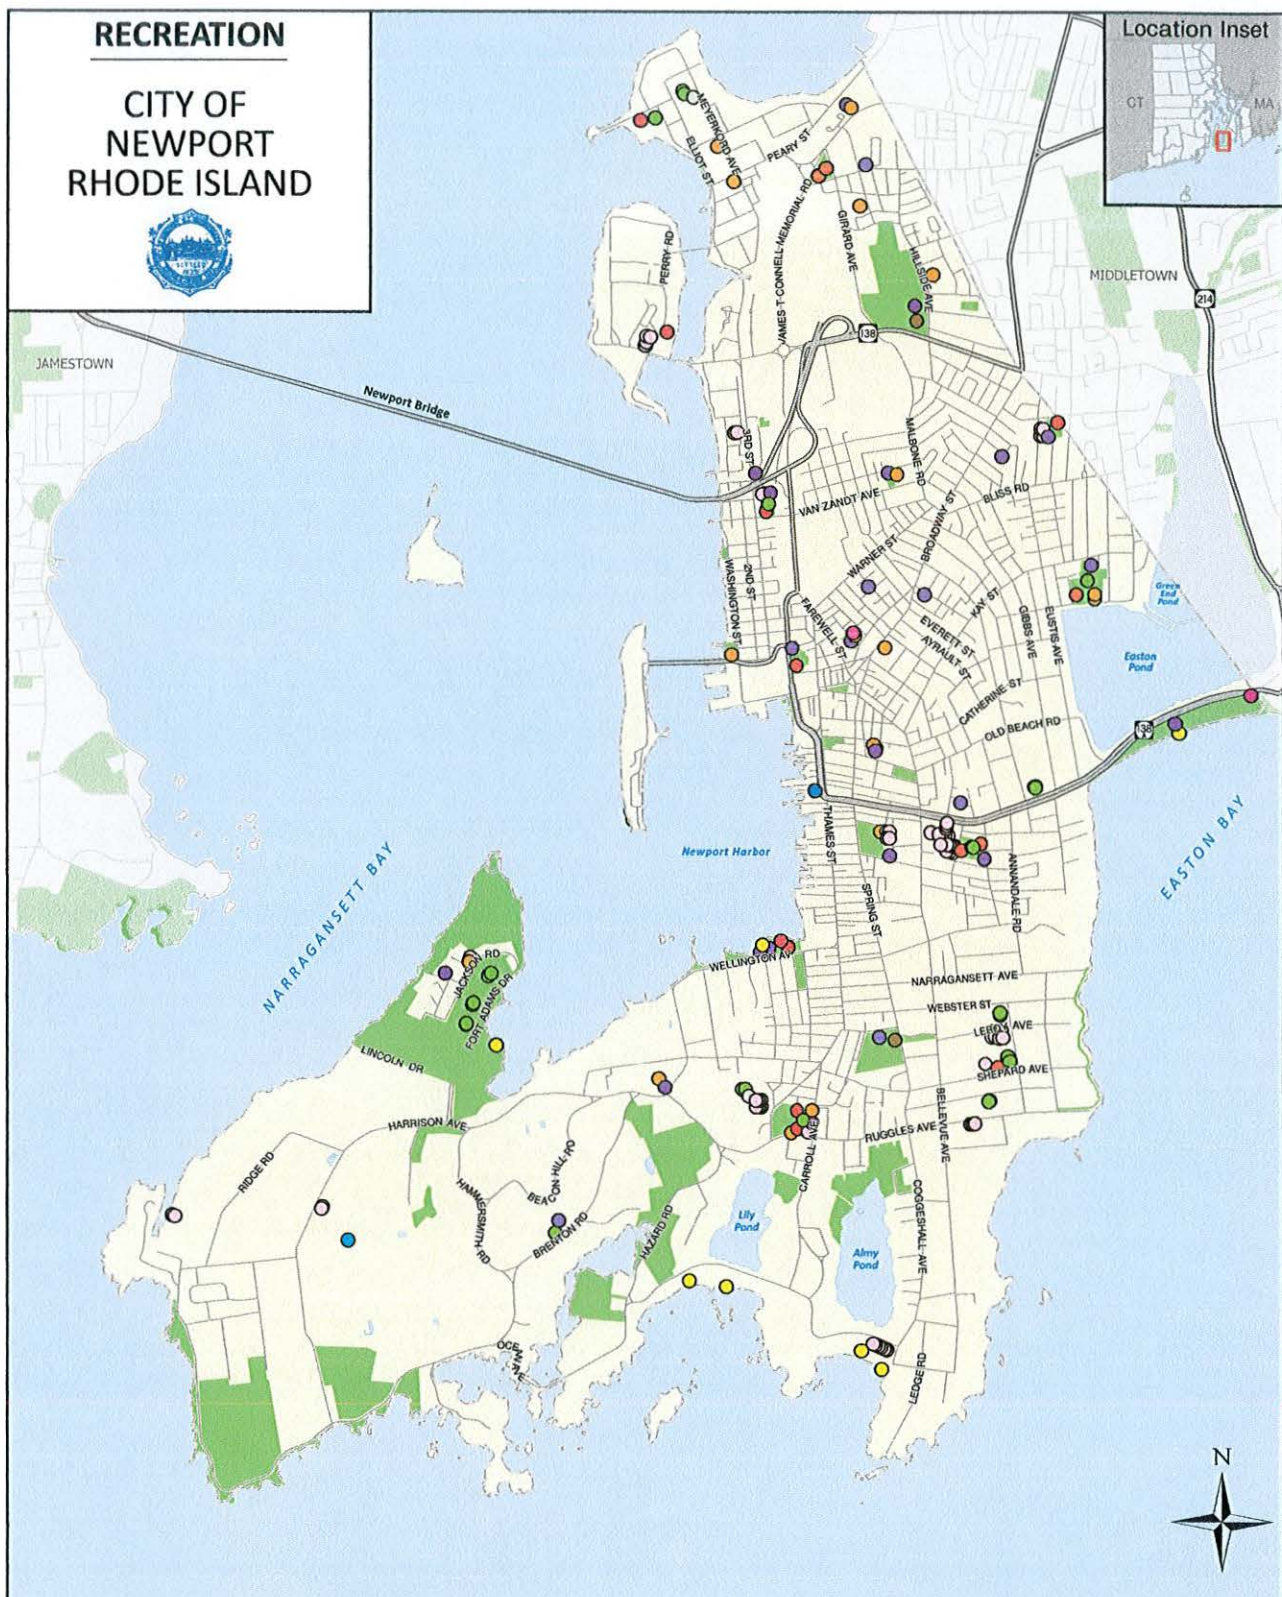 RECREATION
CITY OF
NEWPORT
RHODE ISLAND
Location Inset
CT
MA
MEYERKORD AVE
ELLIOT ST
PEARY ST
JAMES T CONNELL MEMORIAL RD
GIRARD AVE
HILLSIDE AVE
PERRY RD
MIDDLETOWN
214
138
JAMESTOWN
Newport Bridge
3RD ST
MALBONE RD
VAN ZANDT AVE
BROADWAY ST
BLISS RD
WARNER ST
2ND ST
WASHINGTON ST
FAREWELL ST
KAY ST
EVERETT ST
AYRAULT ST
GIBBS AVE
EUSTIS AVE
Green
End
Pond
Easton
Pond
CATHERINE ST
OLD BEACH RD
138
A
EASTON BAY
THAMES ST
Newport Harbor
SPRING ST
ANNANDALE RD
NARRAGANSETT BAY
WELLINGTON AV
NARRAGANSETT AVE
JACKSON RD
FORT ADAMS DR
WEBSTER ST
LEROY AVE
LINCOLN DR
SHEPARD AVE
HARRISON AVE
BELLEVUE AVE
RUGGLES AVE
CARROLL AVE
RIDGE RD
BEACON HILL RD
HAMMERSMITH RD
BRENTON RD
HAZARD RD
Lily
Pond
Almy
Pond
COGGESHALL AVE
LEDGE RD
N